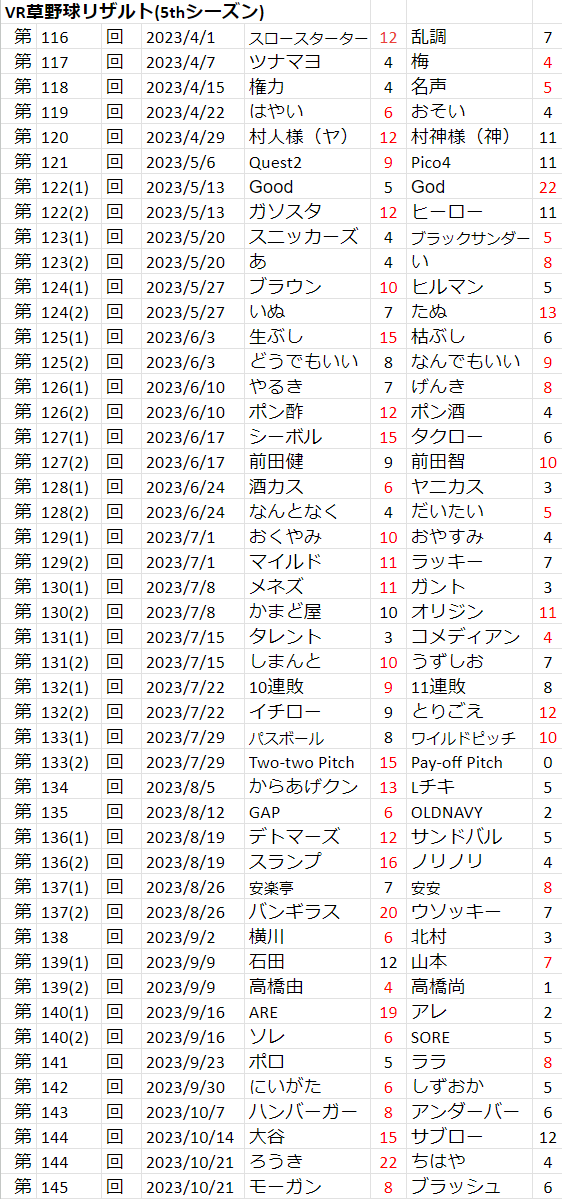 VR草野球リザルト(5thシーズン)
第 116 回 2023/4/1 スロースターター 12 乱調 7
第 117 回 2023/4/7 ツナマヨ 4 梅 4
第 118 回 2023/4/15 権力 4 名声 5
第 119 回 2023/4/22 はやい 6 おそい 4
第 120 回 2023/4/29 村人様（ヤ） 12 村神様（神） 11
第 121 回 2023/5/6 Quest2 9 Pico4 11
第 122(1) 回 2023/5/13 Good 5 God 22
第 122(2) 回 2023/5/13 ガソスタ 12 ヒーロー 11
第 123(1) 回 2023/5/20 スニッカーズ 4 ブラックサンダー 5
第 123(2) 回 2023/5/20 あ 4 い 8
第 124(1) 回 2023/5/27 ブラウン 10 ヒルマン 5
第 124(2) 回 2023/5/27 いぬ 7 たぬ 13
第 125(1) 回 2023/6/3 生ぶし 15 枯ぶし 6
第 125(2) 回 2023/6/3 どうでもいい 8 なんでもいい 9
第 126(1) 回 2023/6/10 やるき 7 げんき 8
第 126(2) 回 2023/6/10 ポン酢 12 ポン酒 4
第 127(1) 回 2023/6/17 シーボル 15 タクロー 6
第 127(2) 回 2023/6/17 前田健 9 前田智 10
第 128(1) 回 2023/6/24 酒カス 6 ヤニカス 3
第 128(2) 回 2023/6/24 なんとなく 4 だいたい 5
第 129(1) 回 2023/7/1 おくやみ 10 おやすみ 4
第 129(2) 回 2023/7/1 マイルド 11 ラッキー 7
第 130(1) 回 2023/7/8 メネズ 11 ガント 3
第 130(2) 回 2023/7/8 かまど屋 10 オリジン 11
第 131(1) 回 2023/7/15 タレント 3 コメディアン 4
第 131(2) 回 2023/7/15 しまんと 10 うずしお 7
第 132(1) 回 2023/7/22 10連敗 9 11連敗 8
第 132(2) 回 2023/7/22 イチロー 9 とりごえ 12
第 133(1) 回 2023/7/29 パスボール 8 ワイルドピッチ 10
第 133(2) 回 2023/7/29 Two-two Pitch 15 Pay-off Pitch 0
第 134 回 2023/8/5 からあげクン 13 Lチキ 5
第 135 回 2023/8/12 GAP 6 OLDNAVY 2
第 136(1) 回 2023/8/19 デトマーズ 12 サンドバル 5
第 136(2) 回 2023/8/19 スランプ 16 ノリノリ 4
第 137(1) 回 2023/8/26 安楽亭 7 安安 8
第 137(2) 回 2023/8/26 バンギラス 20 ウソッキー 7
第 138 回 2023/9/2 横川 6 北村 3
第 139(1) 回 2023/9/9 石田 12 山本 7
第 139(2) 回 2023/9/9 高橋由 4 高橋尚 1
第 140(1) 回 2023/9/16 ARE 19 アレ 2
第 140(2) 回 2023/9/16 ソレ 6 SORE 5
第 141 回 2023/9/23 ポロ 5 ララ 8
第 142 回 2023/9/30 にいがた 6 しずおか 5
第 143 回 2023/10/7 ハンバーガー 8 アンダーバー 6
第 144 回 2023/10/14 大谷 15 サブロー 12
第 144 回 2023/10/21 ろうき 22 ちはや 4
第 145 回 2023/10/21 モーガン 8 ブラッシュ 6